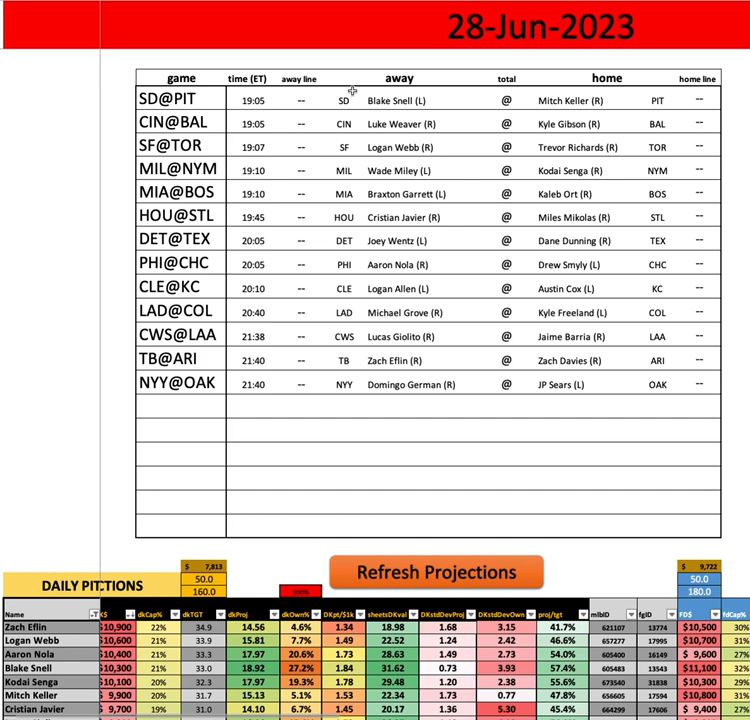 28-Jun-2023
game time (ET) away line away total home home line
SD@PIT 19:05 -- SD Blake Snell (L) @ Mitch Keller (R) PIT --
CIN@BAL 19:05 -- CIN Luke Weaver (R) @ Kyle Gibson (R) BAL --
SF@TOR 19:07 -- SF Logan Webb (R) @ Trevor Richards (R) TOR --
MIL@NYM 19:10 -- MIL Wade Miley (L) @ Kodai Senga (R) NYM --
MIA@BOS 19:10 -- MIA Braxton Garrett (L) @ Kaleb Ort (R) BOS --
HOU@STL 19:45 -- HOU Cristian Javier (R) @ Miles Mikolas (R) STL --
DET@TEX 20:05 -- DET Joey Wentz (L) @ Dane Dunning (R) TEX --
PHI@CHC 20:05 -- PHI Aaron Nola (R) @ Drew Smyly (L) CHC --
CLE@KC 20:10 -- CLE Logan Allen (L) @ Austin Cox (L) KC --
LAD@COL 20:40 -- LAD Michael Grove (R) @ Kyle Freeland (L) COL --
CWS@LAA 21:38 -- CWS Lucas Giolito (R) @ Jaime Barria (R) LAA --
TB@ARI 21:40 -- TB Zach Eflin (R) @ Zach Davies (R) ARI --
NYY@OAK 21:40 -- NYY Domingo German (R) @ JP Sears (L) OAK --
$ 7,813 Refresh Projections $ 9,722
DAILY PITCTIONS 50.0 50.0
160.0 180.0
Name K$ dkCap% dkTGT dkProj dkOwn% DKpt/$1k sheetsDKval DKstdDevProj DKstdDevOwn proj/tgt mlbID fgID FD$ fdCap%
Zach Eflin $10,900 22% 34.9 14.56 4.6% 1.34 18.98 1.68 3.15 41.7% 621107 13774 $10,500 30%
Logan Webb $10,600 21% 33.9 15.81 7.7% 1.49 22.52 1.24 2.42 46.6% 657277 17995 $10,700 31%
Aaron Nola $10,400 21% 33.3 17.97 20.6% 1.73 28.63 1.49 2.73 54.0% 605400 16149 $ 9,600 27%
Blake Snell $10,300 21% 33.0 18.92 27.2% 1.84 31.62 0.73 3.93 57.4% 605483 13543 $11,100 32%
Kodai Senga $10,100 20% 32.3 17.97 19.3% 1.78 29.48 1.20 2.38 55.6% 673540 31838 $10,300 29%
Mitch Keller $ 9,900 20% 31.7 15.13 5.1% 1.53 22.34 1.73 0.77 47.8% 656605 17594 $10,800 31%
Cristian Javier $ 9,700 19% 31.0 14.10 6.7% 1.45 20.17 1.36 5.30 45.4% 664299 17606 $ 9,400 27%